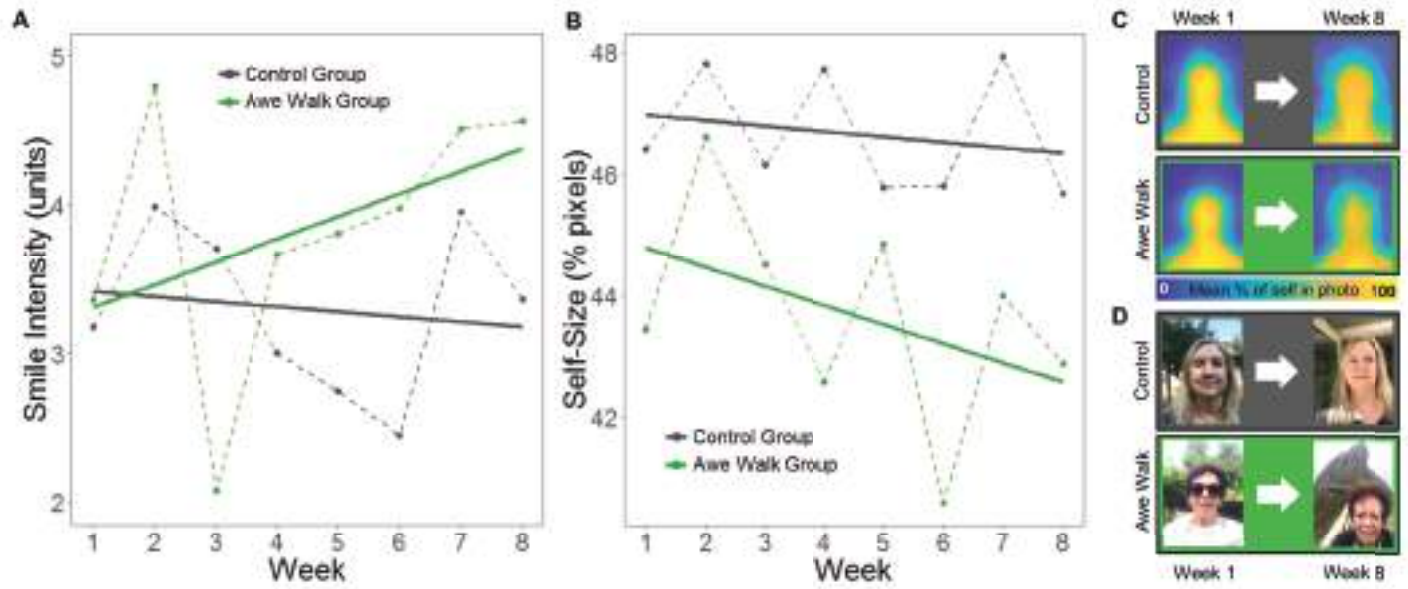 A
Smile Intensity (units)
5
4
3
2
Control Group
Awe Walk Group
1 2 3 4 5 6 7 8
Week
B
Self-Size (% pixels)
48
46
44
42
Control Group
Awe Walk Group
1 2 3 4 5 6 7 8
Week
C
Week 1 Week 8
Control
Awe Walk
0 Mean % of self in photo 100
D
Control
Awe Walk
Week 1 Week 8